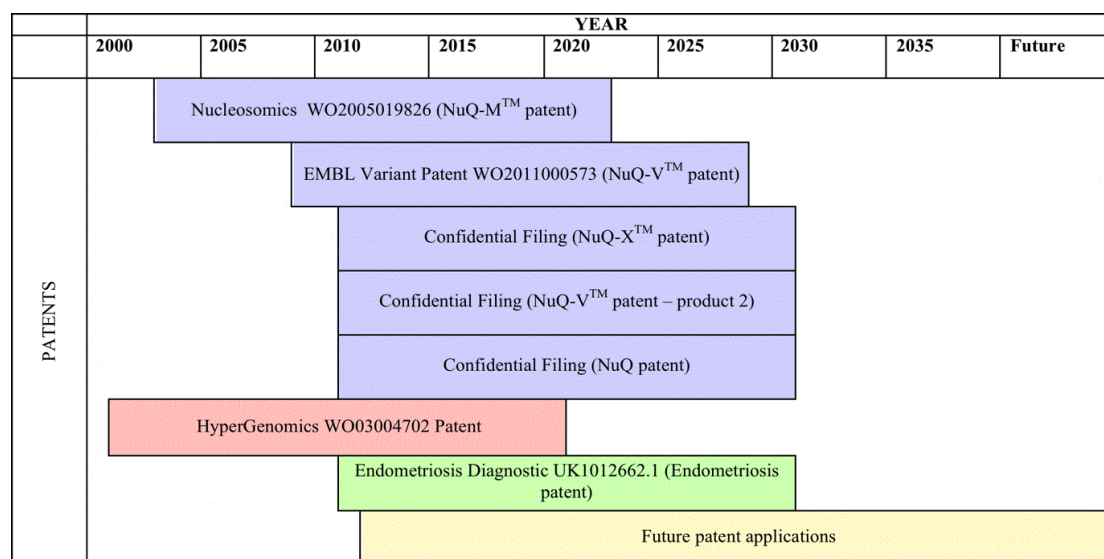 YEAR
2000 2005 2010 2015 2020 2025 2030 2035 Future
PATENTS
Nucleosomics WO2005019826 (NuQ-M™ patent)
EMBL Variant Patent WO2011000573 (NuQ-V™ patent)
Confidential Filing (NuQ-X™ patent)
Confidential Filing (NuQ-V™ patent – product 2)
Confidential Filing (NuQ patent)
HyperGenomics WO03004702 Patent
Endometriosis Diagnostic UK1012662.1 (Endometriosis
patent)
Future patent applications